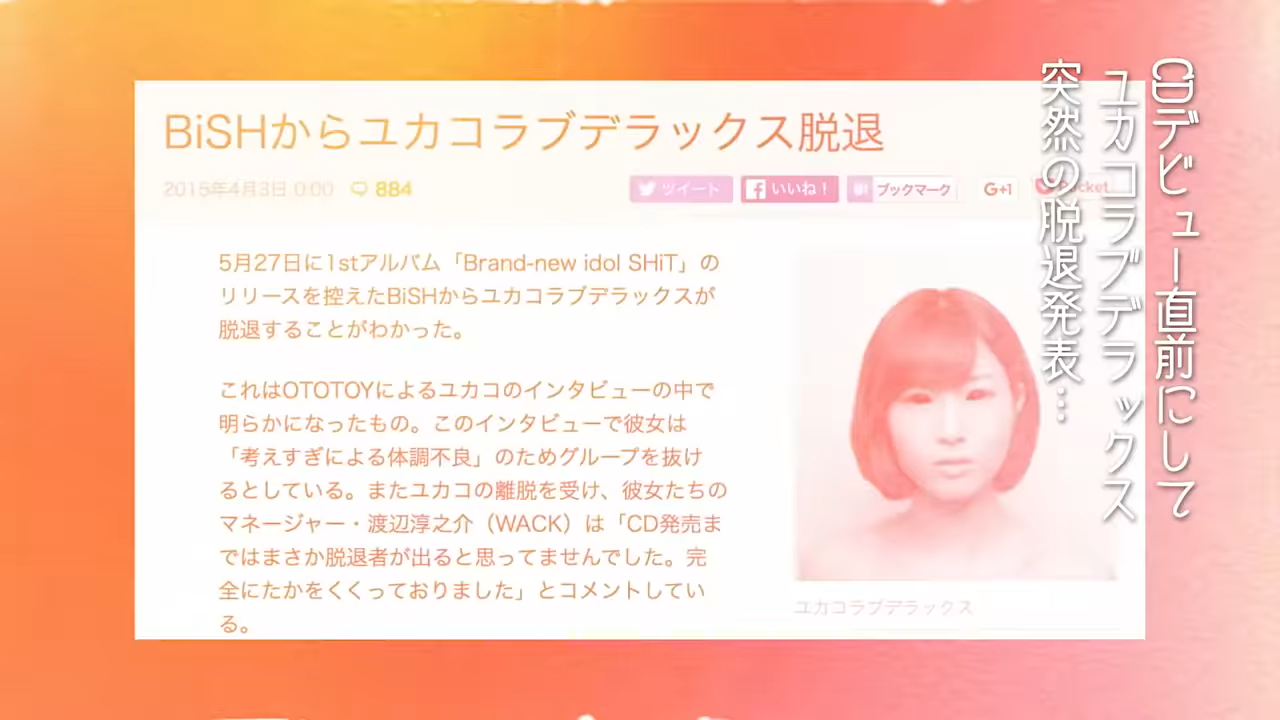 CDデビュー直前にして
ユカコラブデラックス
突然の脱退発表…
BiSHからユカコラブデラックス脱退
2015年4月3日 0:00 884
ツイート いいね! B! ブックマーク G+1 Pocket
5月27日に1stアルバム「Brand-new idol SHiT」の
リリースを控えたBiSHからユカコラブデラックスが
脱退することがわかった。
これはOTOTOYによるユカコのインタビューの中で
明らかになったもの。このインタビューで彼女は
「考えすぎによる体調不良」のためグループを抜け
るとしている。またユカコの離脱を受け、彼女たちの
マネージャー・渡辺淳之介（WACK）は「CD発売ま
ではまさか脱退者が出ると思ってませんでした。完
全にたかをくくっておりました」とコメントしてい
る。
ユカコラブデラックス